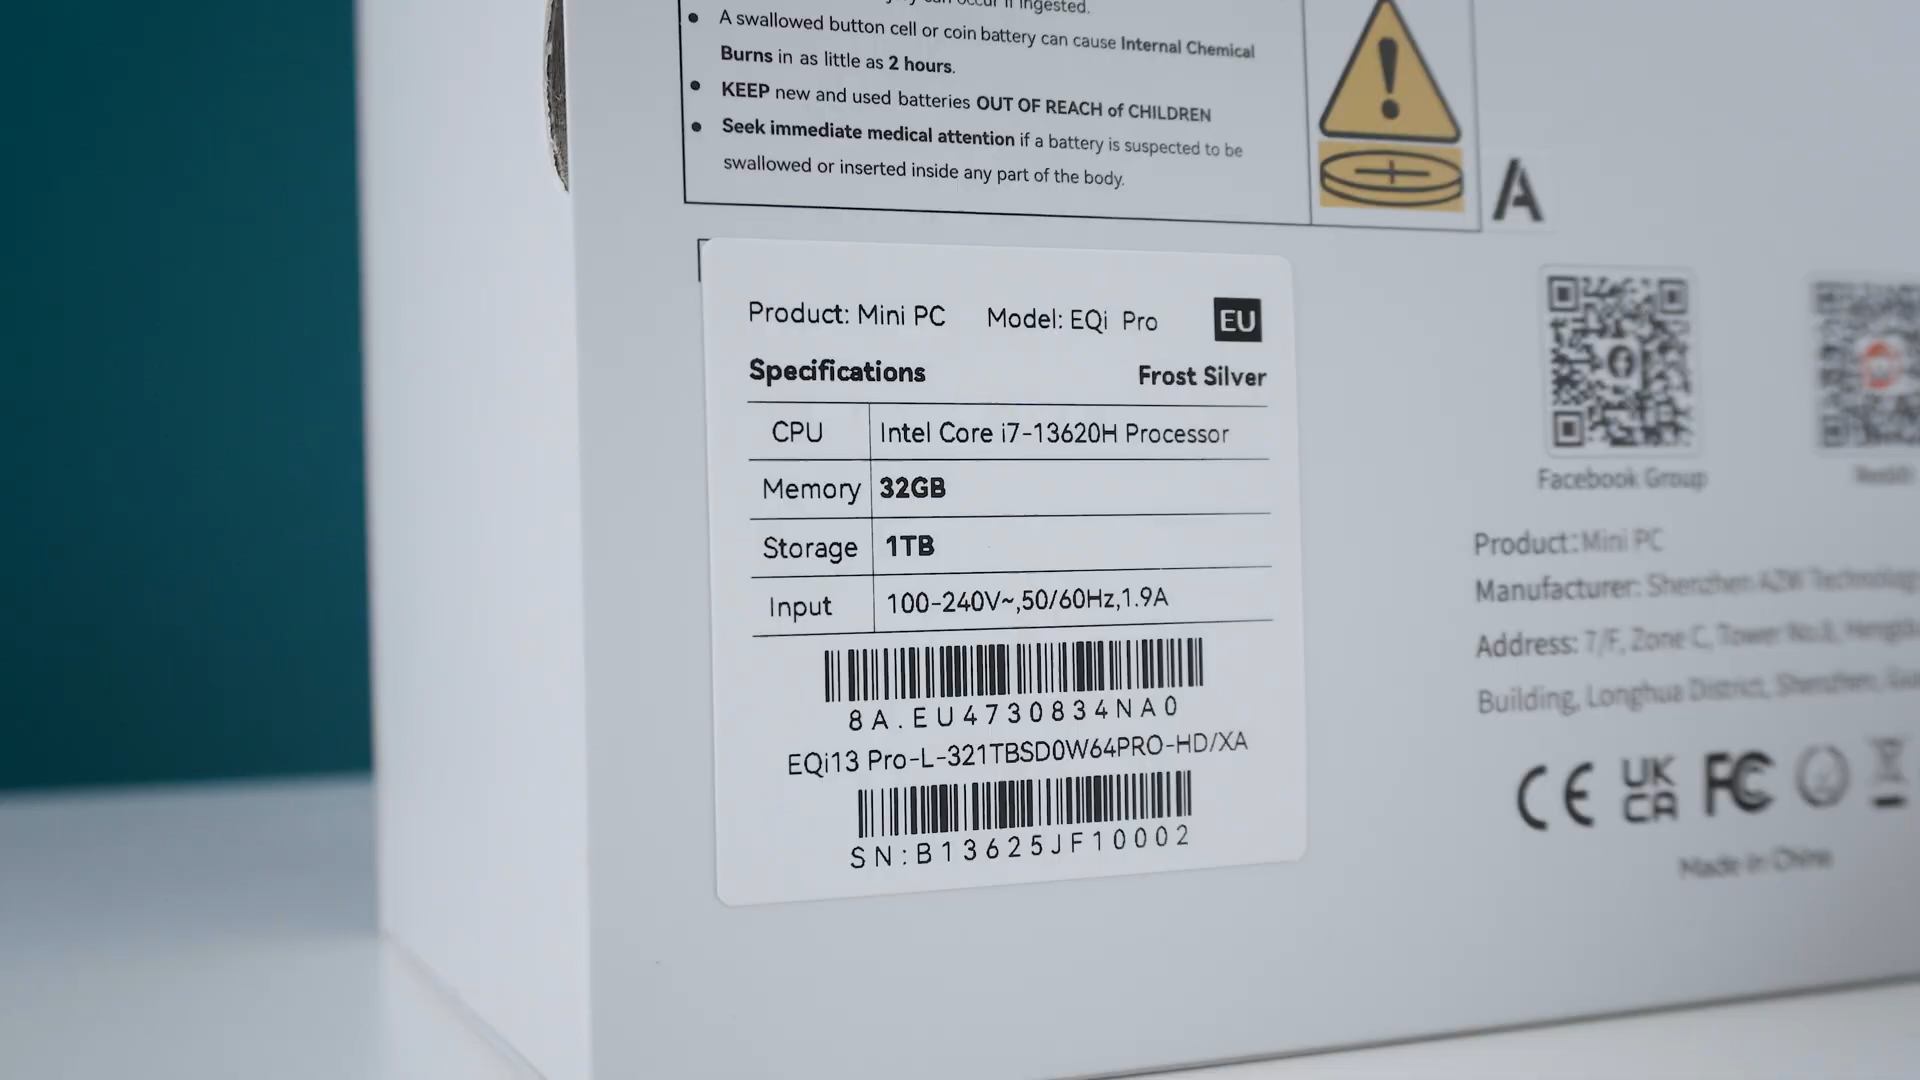 ingested.
A swallowed button cell or coin battery can cause Internal Chemical
Burns in as little as 2 hours.
KEEP new and used batteries OUT OF REACH of CHILDREN
Seek immediate medical attention if a battery is suspected to be
swallowed or inserted inside any part of the body.
A
Product: Mini PC Model: EQi Pro EU
Specifications Frost Silver
CPU Intel Core i7-13620H Processor
Memory 32GB
Storage 1TB
Input 100-240V~,50/60Hz,1.9A
8A.EU4730834NA0
EQi13 Pro-L-321TBSD0W64PRO-HD/XA
SN:B13625JF10002
Facebook Group
Reddit
Product:Mini PC
Manufacturer: Shenzhen AZW Technology
Address: 7/F, Zone C, Tower
Building, Longhua District, Shenzhen,
CE UK CA FC
Made in China